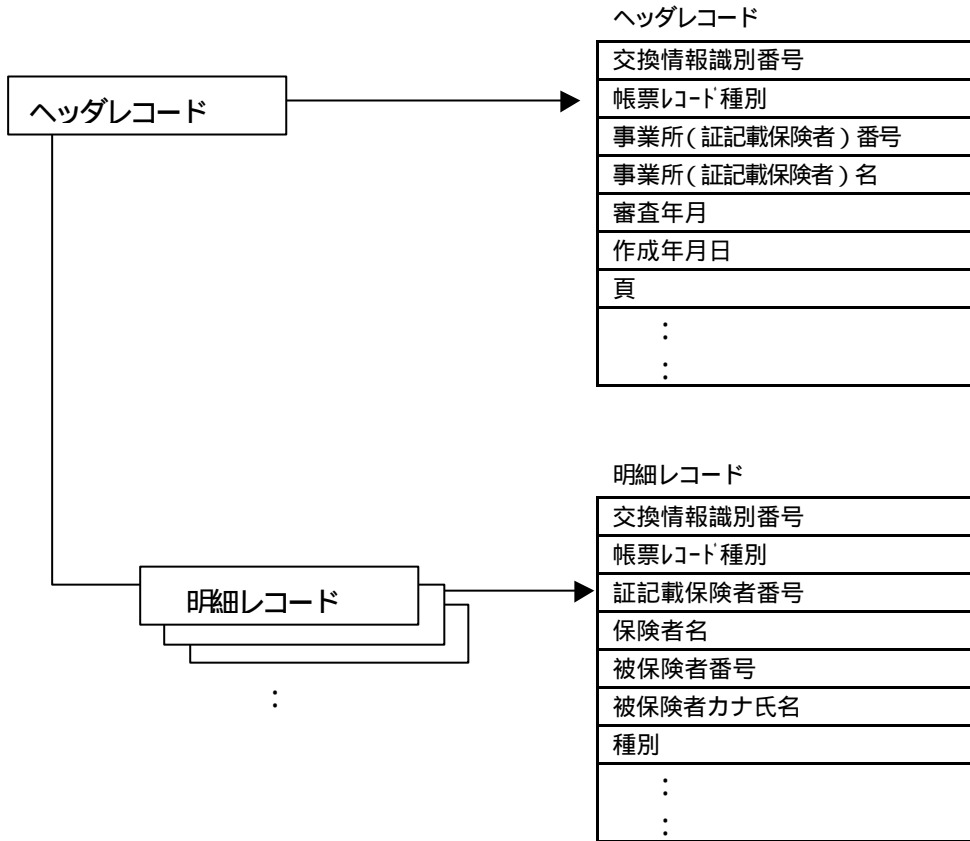 ヘッダレコード
ヘッダレコード
交換情報識別番号
帳票ﾚｺｰﾄﾞ種別
事業所(証記載保険者)番号
事業所(証記載保険者)名
審査年月
作成年月日
頁
:
:
明細レコード
明細レコード
:
交換情報識別番号
帳票ﾚｺｰﾄﾞ種別
証記載保険者番号
保険者名
被保険者番号
被保険者カナ氏名
種別
:
: